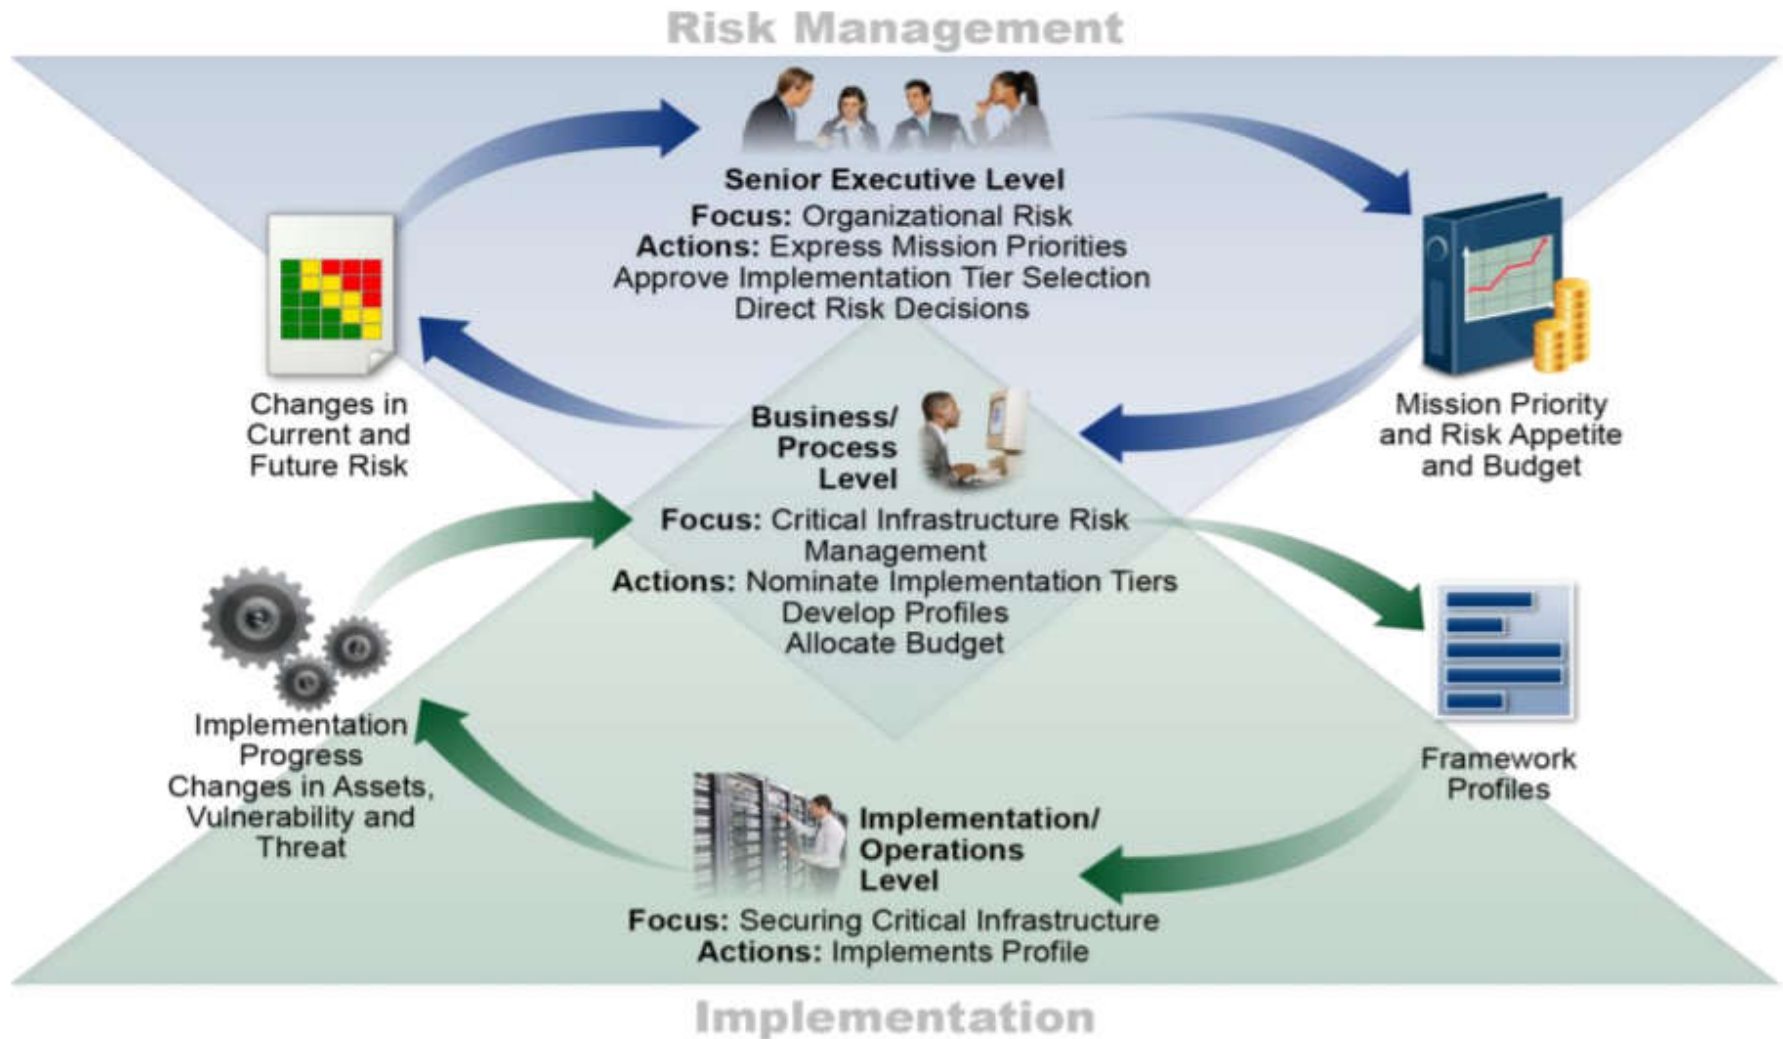 Risk Management
Senior Executive Level
Focus: Organizational Risk
Actions: Express Mission Priorities
Approve Implementation Tier Selection
Direct Risk Decisions
Changes in
Current and
Future Risk
Mission Priority
and Risk Appetite
and Budget
Business/
Process
Level
Focus: Critical Infrastructure Risk
Management
Actions: Nominate Implementation Tiers
Develop Profiles
Allocate Budget
Implementation
Progress
Changes in Assets,
Vulnerability and
Threat
Framework
Profiles
Implementation/
Operations
Level
Focus: Securing Critical Infrastructure
Actions: Implements Profile
Implementation